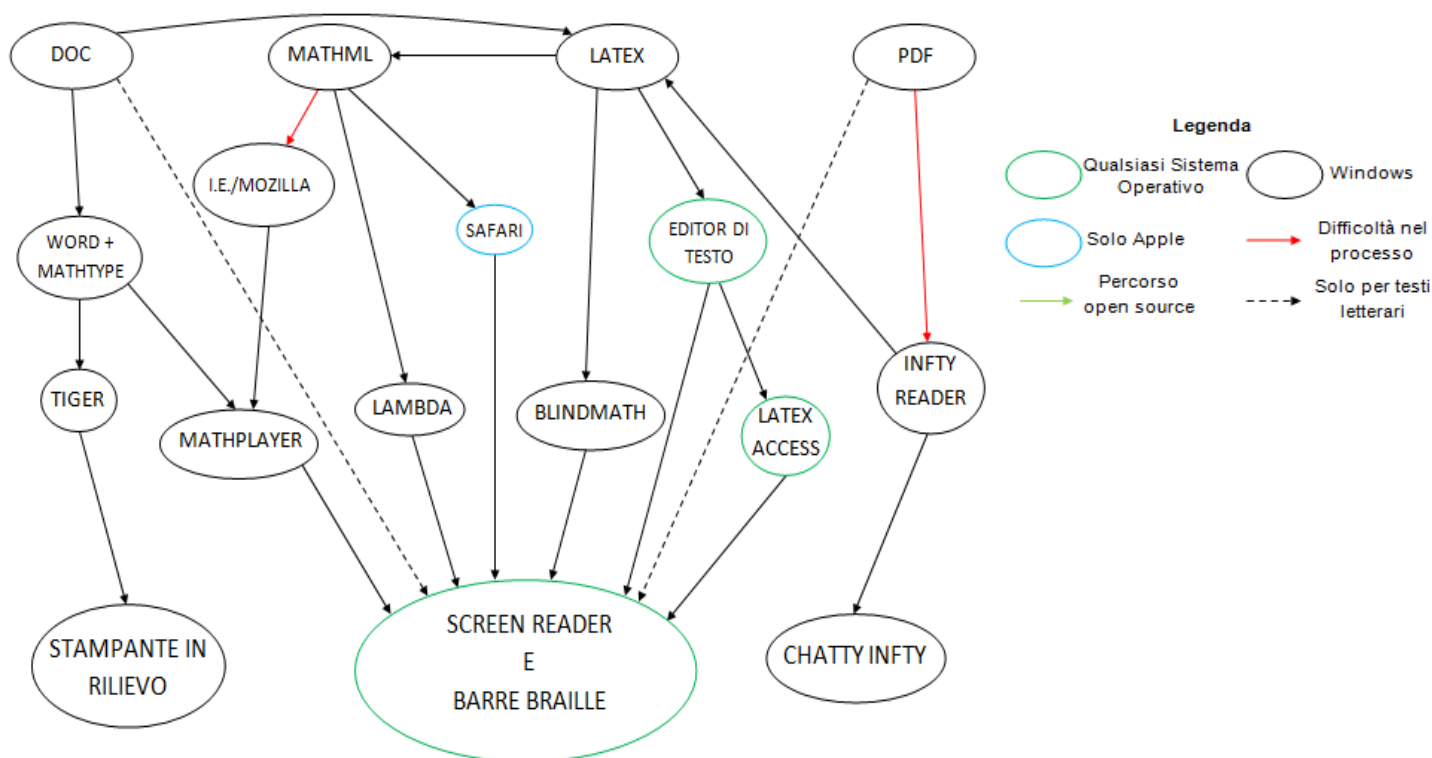 DOC
MATHML
LATEX
PDF
Legenda
Qualsiasi Sistema
Operativo
Windows
I.E./MOZILLA
SAFARI
EDITOR DI
TESTO
WORD +
MATHTYPE
Solo Apple
Difficoltà nel
processo
Percorso
open source
Solo per testi
letterari
INFTY
READER
TIGER
LAMBDA
BLINDMATH
LATEX
ACCESS
MATHPLAYER
STAMPANTE IN
RILIEVO
SCREEN READER
E
BARRE BRAILLE
CHATTY INFTY